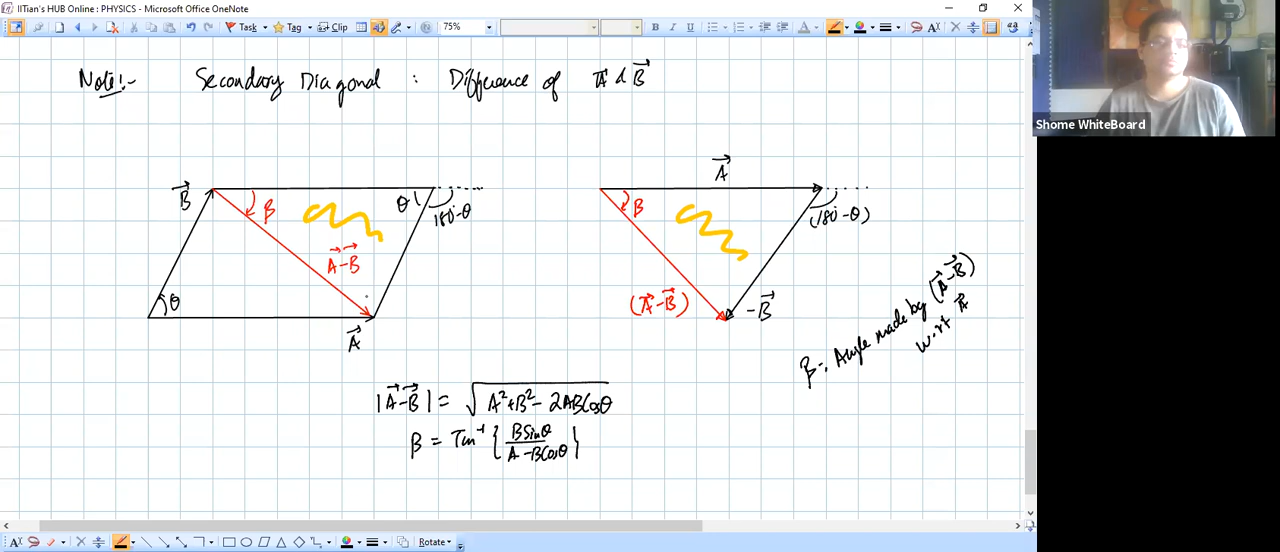 IITian's HUB Online : PHYSICS - Microsoft Office OneNote
Task Tag Clip 75% B I U
Note:- Secondary Diagonal : Difference of A⃗ & B⃗
B⃗
θ
180°-θ
β
A⃗-B⃗
θ
A⃗
A⃗
β
(180°-θ)
(A⃗-B⃗)
-B⃗
β:- Angle made by (A⃗-B⃗)
w.r.t A⃗
|A⃗-B⃗| = √(A²+B²-2ABCosθ)
β = Tan⁻¹ { BSinθ / A-BCosθ }
Rotate
Shome WhiteBoard